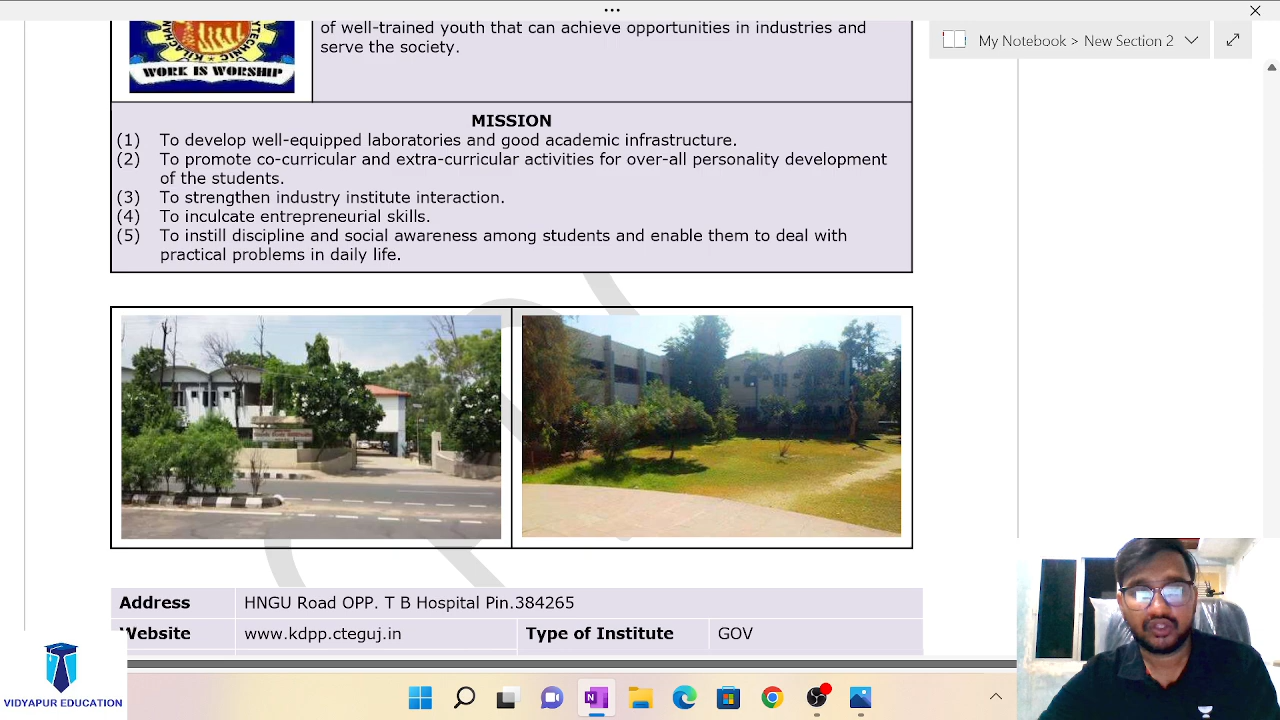 My Notebook > New Section 2
of well-trained youth that can achieve opportunities in industries and
serve the society.
WORK IS WORSHIP
MISSION
(1) To develop well-equipped laboratories and good academic infrastructure.
(2) To promote co-curricular and extra-curricular activities for over-all personality development
of the students.
(3) To strengthen industry institute interaction.
(4) To inculcate entrepreneurial skills.
(5) To instill discipline and social awareness among students and enable them to deal with
practical problems in daily life.
Address HNGU Road OPP. T B Hospital Pin.384265
Website www.kdpp.cteguj.in Type of Institute GOV
VIDYAPUR EDUCATION